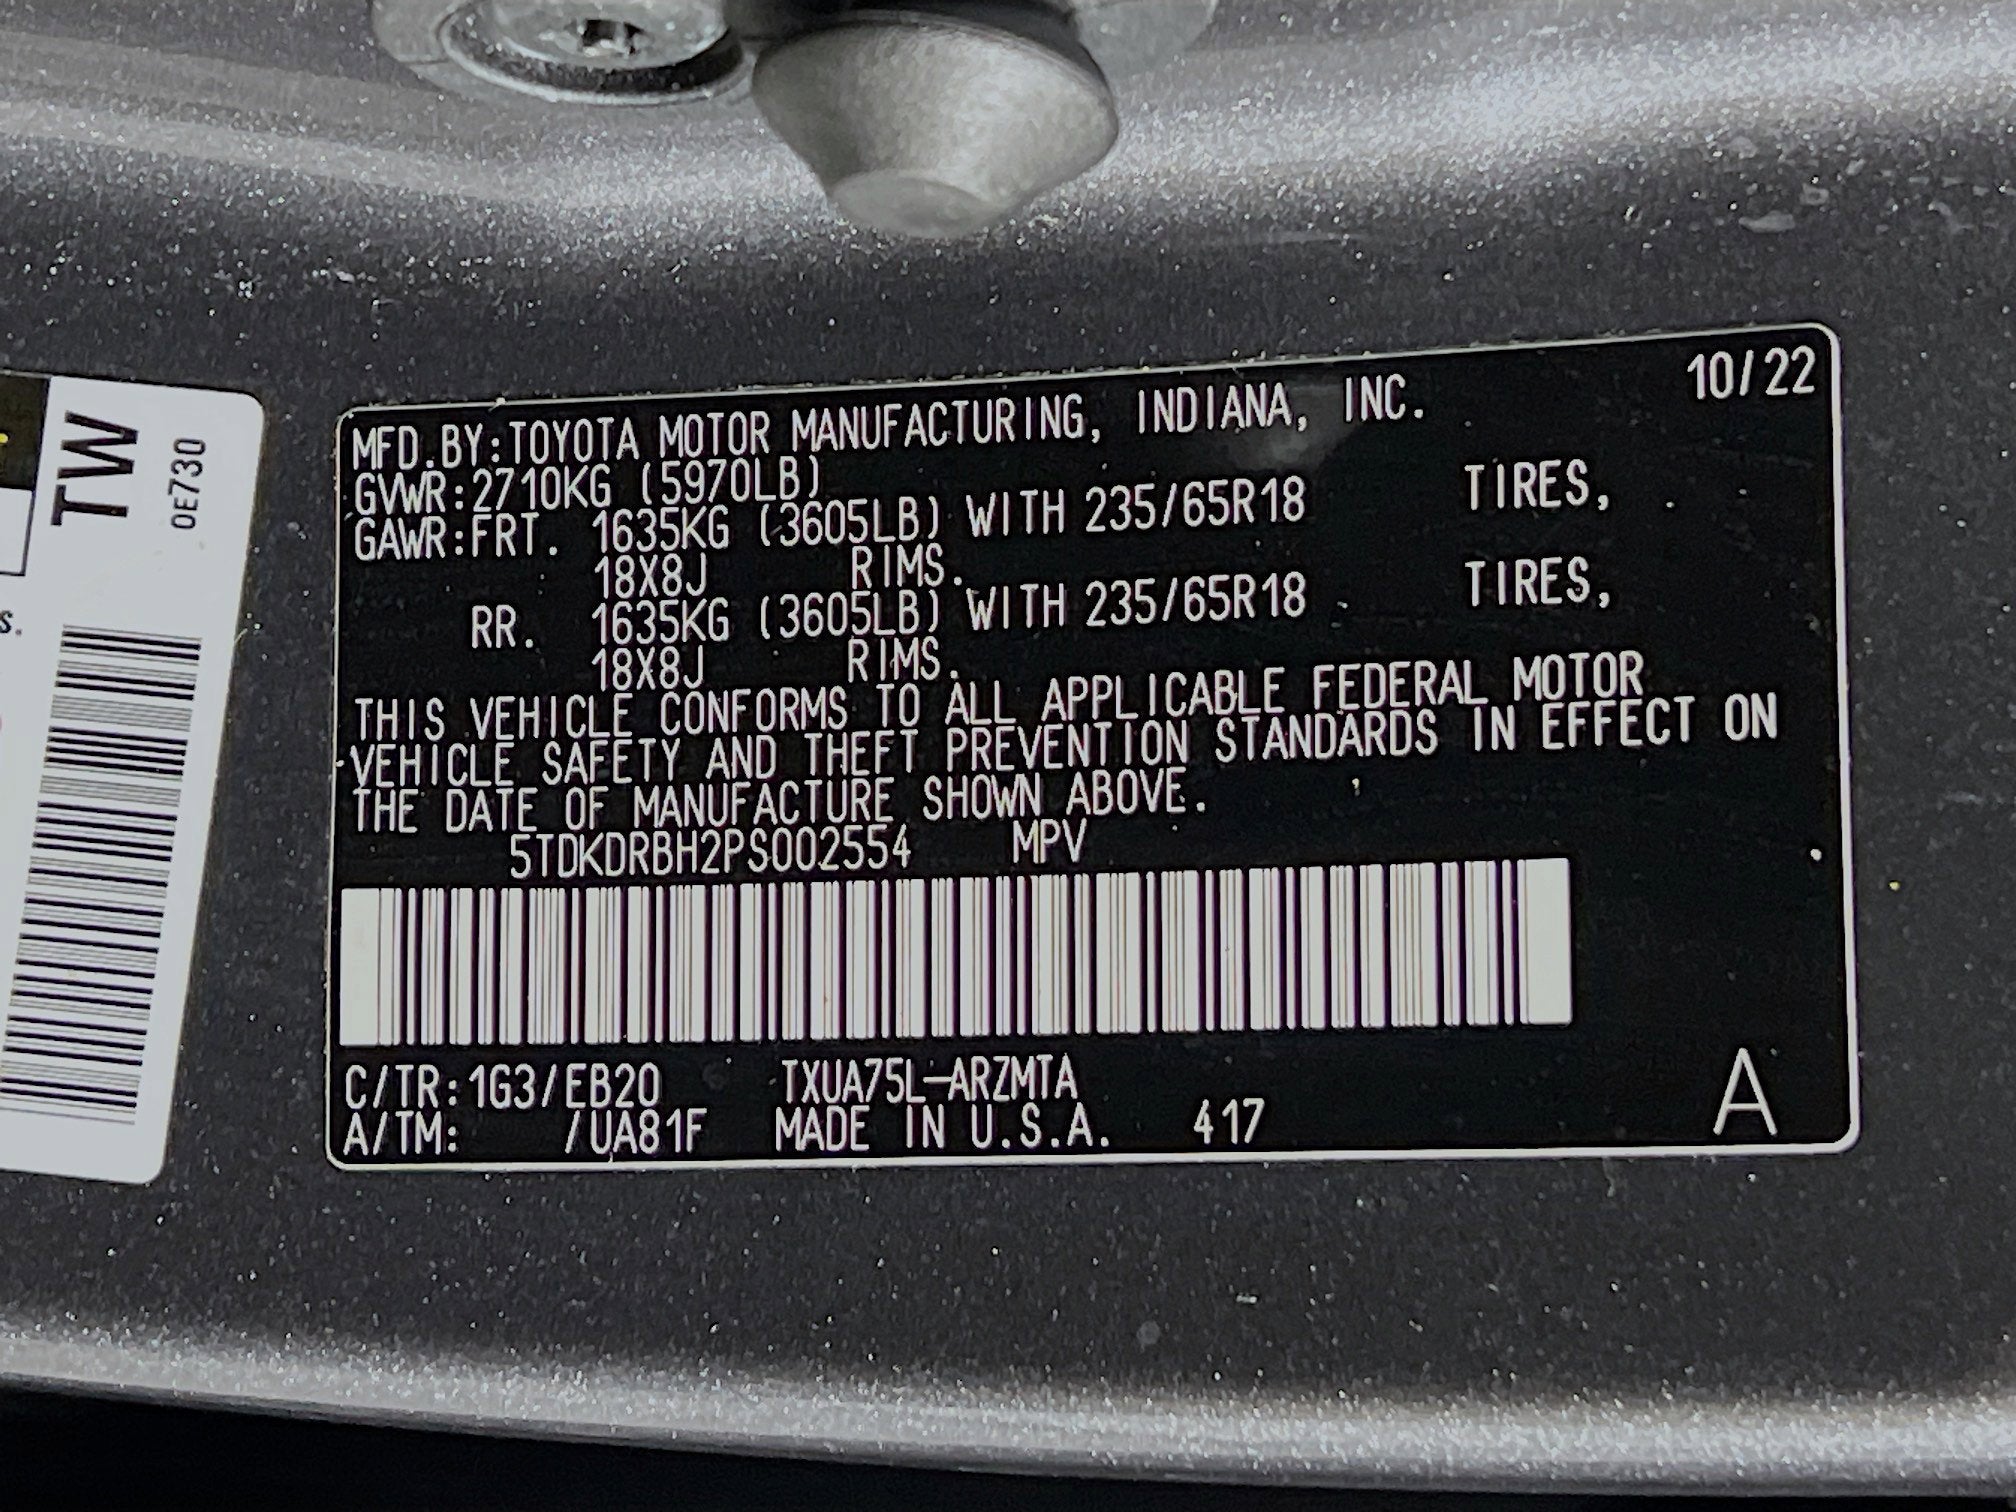 TW
OE730
s.
10/22
MFD.BY:TOYOTA MOTOR MANUFACTURING, INDIANA, INC.
GVWR:2710KG (5970LB)
GAWR:FRT. 1635KG (3605LB) WITH 235/65R18 TIRES,
18X8J RIMS.
RR. 1635KG (3605LB) WITH 235/65R18 TIRES,
18X8J RIMS.
THIS VEHICLE CONFORMS TO ALL APPLICABLE FEDERAL MOTOR
VEHICLE SAFETY AND THEFT PREVENTION STANDARDS IN EFFECT ON
THE DATE OF MANUFACTURE SHOWN ABOVE.
5TDKDRBH2PS002554 MPV
C/TR:1G3/EB20 TXUA75L-ARZMTA
A/TM: /UA81F MADE IN U.S.A. 417
A